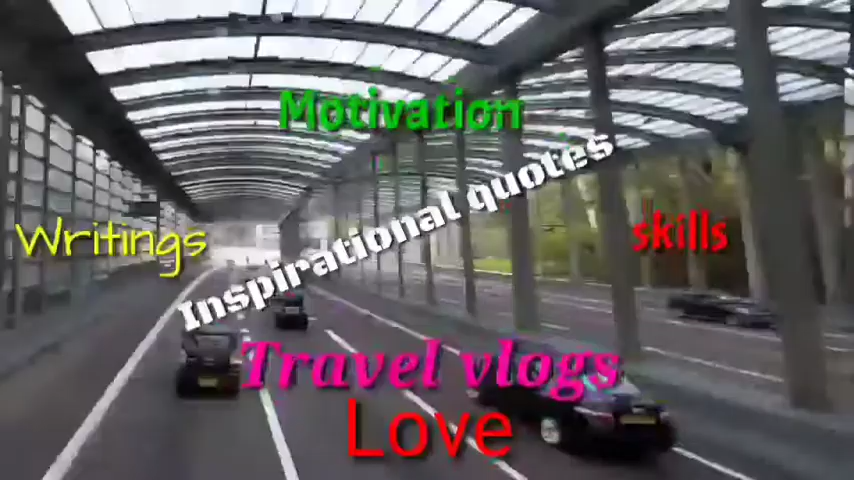 Motivation
Inspirational quotes
Writings
skills
Travel vlogs
Love